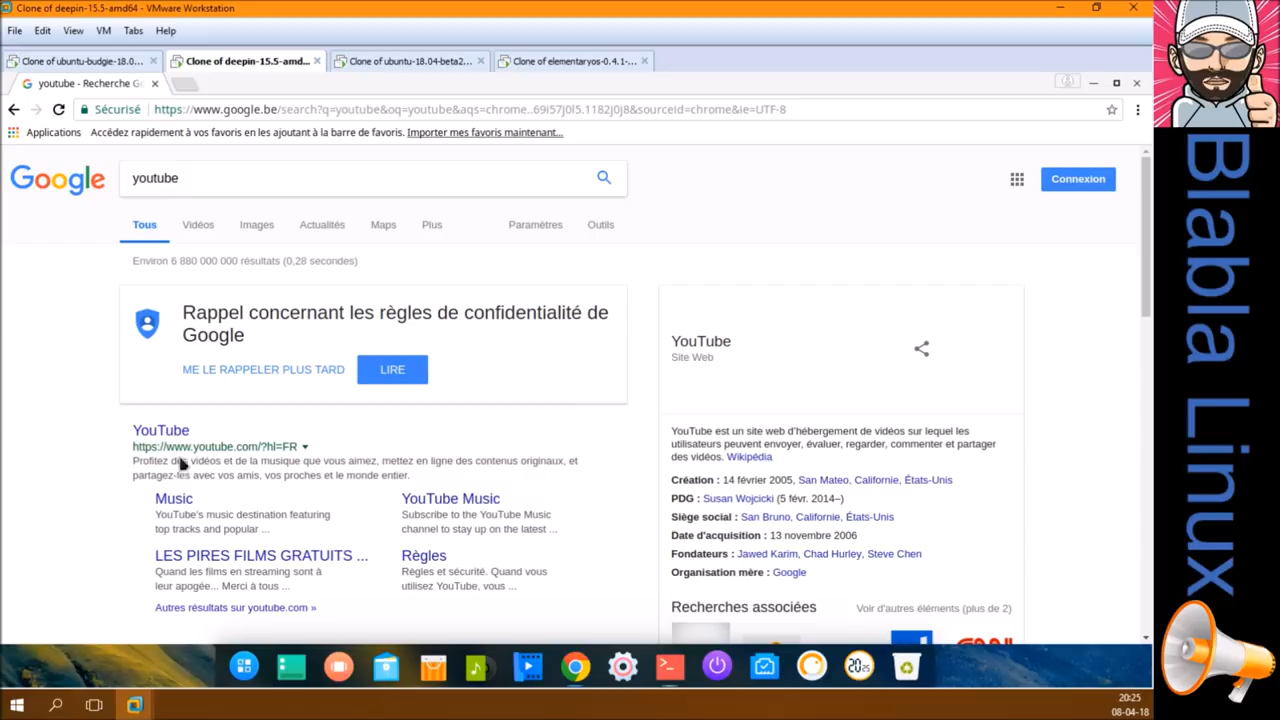 Clone of deepin-15.5-amd64 - VMware Workstation
File Edit View VM Tabs Help
Clone of ubuntu-budgie-18.0... Clone of deepin-15.5-amd... Clone of ubuntu-18.04-beta2... Clone of elementaryos-0.4.1-...
youtube - Recherche Go
Sécurisé https://www.google.be/search?q=youtube&oq=youtube&aqs=chrome..69i57j0l5.1182j0j8&sourceid=chrome&ie=UTF-8
Applications Accédez rapidement à vos favoris en les ajoutant à la barre de favoris. Importer mes favoris maintenant...
Google youtube Connexion
Tous Vidéos Images Actualités Maps Plus Paramètres Outils
Environ 6 880 000 000 résultats (0,28 secondes)
Rappel concernant les règles de confidentialité de
Google
ME LE RAPPELER PLUS TARD LIRE
YouTube
https://www.youtube.com/?hl=FR
Profitez des vidéos et de la musique que vous aimez, mettez en ligne des contenus originaux, et
partagez-les avec vos amis, vos proches et le monde entier.
Music
YouTube's music destination featuring
top tracks and popular ...
YouTube Music
Subscribe to the YouTube Music
channel to stay up on the latest ...
LES PIRES FILMS GRATUITS ...
Quand les films en streaming sont à
leur apogée... Merci à tous ...
Règles
Règles et sécurité. Quand vous
utilisez YouTube, vous ...
Autres résultats sur youtube.com »
YouTube
Site Web
YouTube est un site web d'hébergement de vidéos sur lequel les
utilisateurs peuvent envoyer, évaluer, regarder, commenter et partager
des vidéos. Wikipédia
Création : 14 février 2005, San Mateo, Californie, États-Unis
PDG : Susan Wojcicki (5 févr. 2014–)
Siège social : San Bruno, Californie, États-Unis
Date d'acquisition : 13 novembre 2006
Fondateurs : Jawed Karim, Chad Hurley, Steve Chen
Organisation mère : Google
Recherches associées Voir d'autres éléments (plus de 2)
20 25
20:25
08-04-18
Blabla Linux